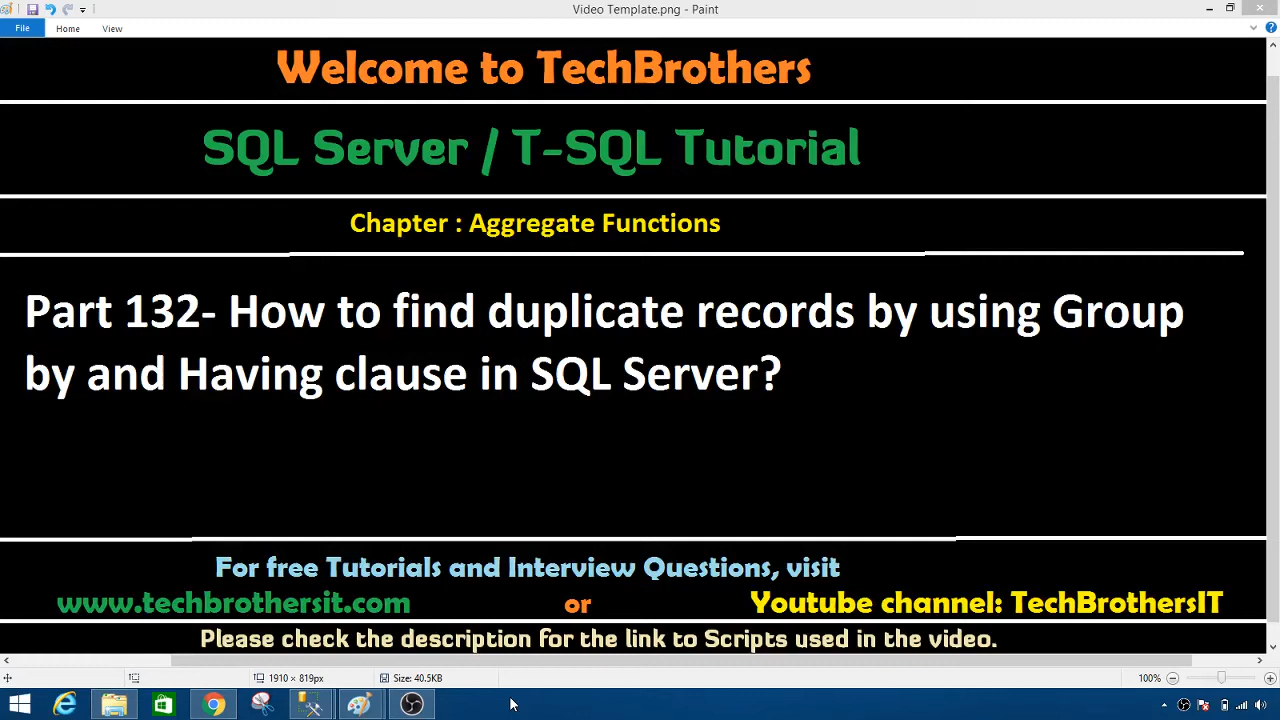 Video Template.png - Paint
File Home View
Welcome to TechBrothers
SQL Server / T-SQL Tutorial
Chapter : Aggregate Functions
Part 132- How to find duplicate records by using Group
by and Having clause in SQL Server?
For free Tutorials and Interview Questions, visit
www.techbrothersit.com or Youtube channel: TechBrothersIT
Please check the description for the link to Scripts used in the video.
1910 × 819px Size: 40.5KB 100%